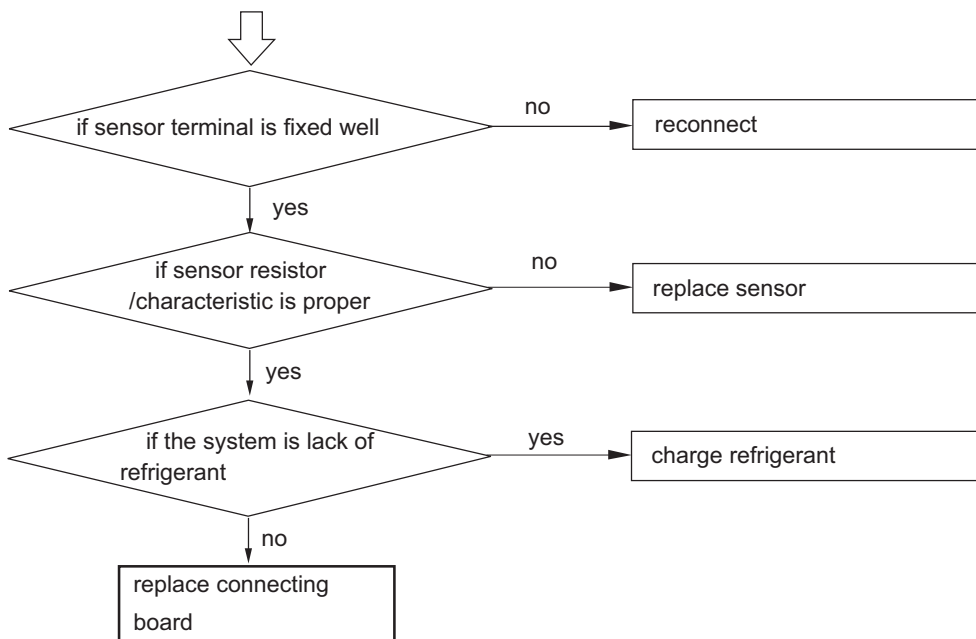 if sensor terminal is fixed well
no
reconnect
yes
if sensor resistor
/characteristic is proper
no
replace sensor
yes
if the system is lack of
refrigerant
yes
charge refrigerant
no
replace connecting
board